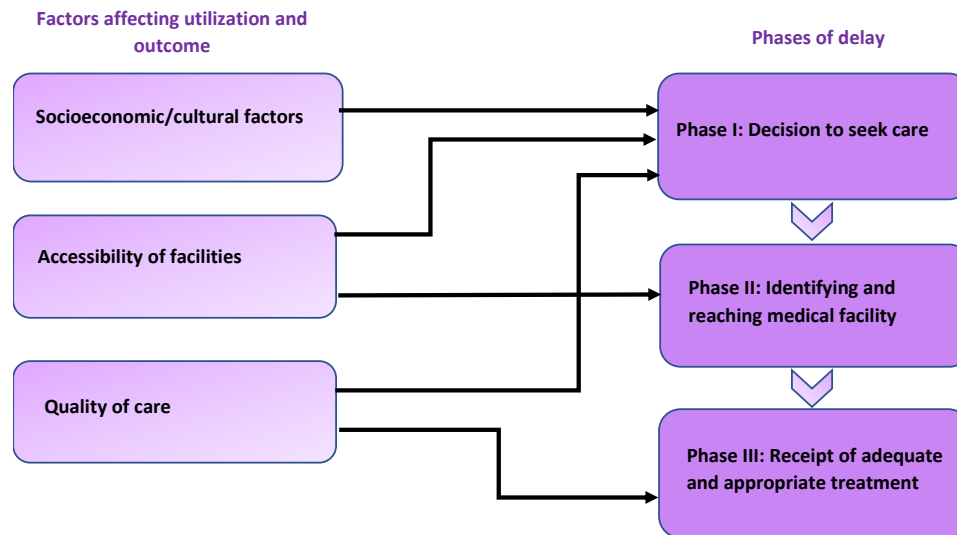 Factors affecting utilization and
outcome
Phases of delay
Socioeconomic/cultural factors
Phase I: Decision to seek care
Accessibility of facilities
Phase II: Identifying and
reaching medical facility
Quality of care
Phase III: Receipt of adequate
and appropriate treatment